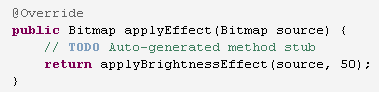 @Override
public Bitmap applyEffect(Bitmap source) {
// TODO Auto-generated method stub
return applyBrightnessEffect(source, 50);
}